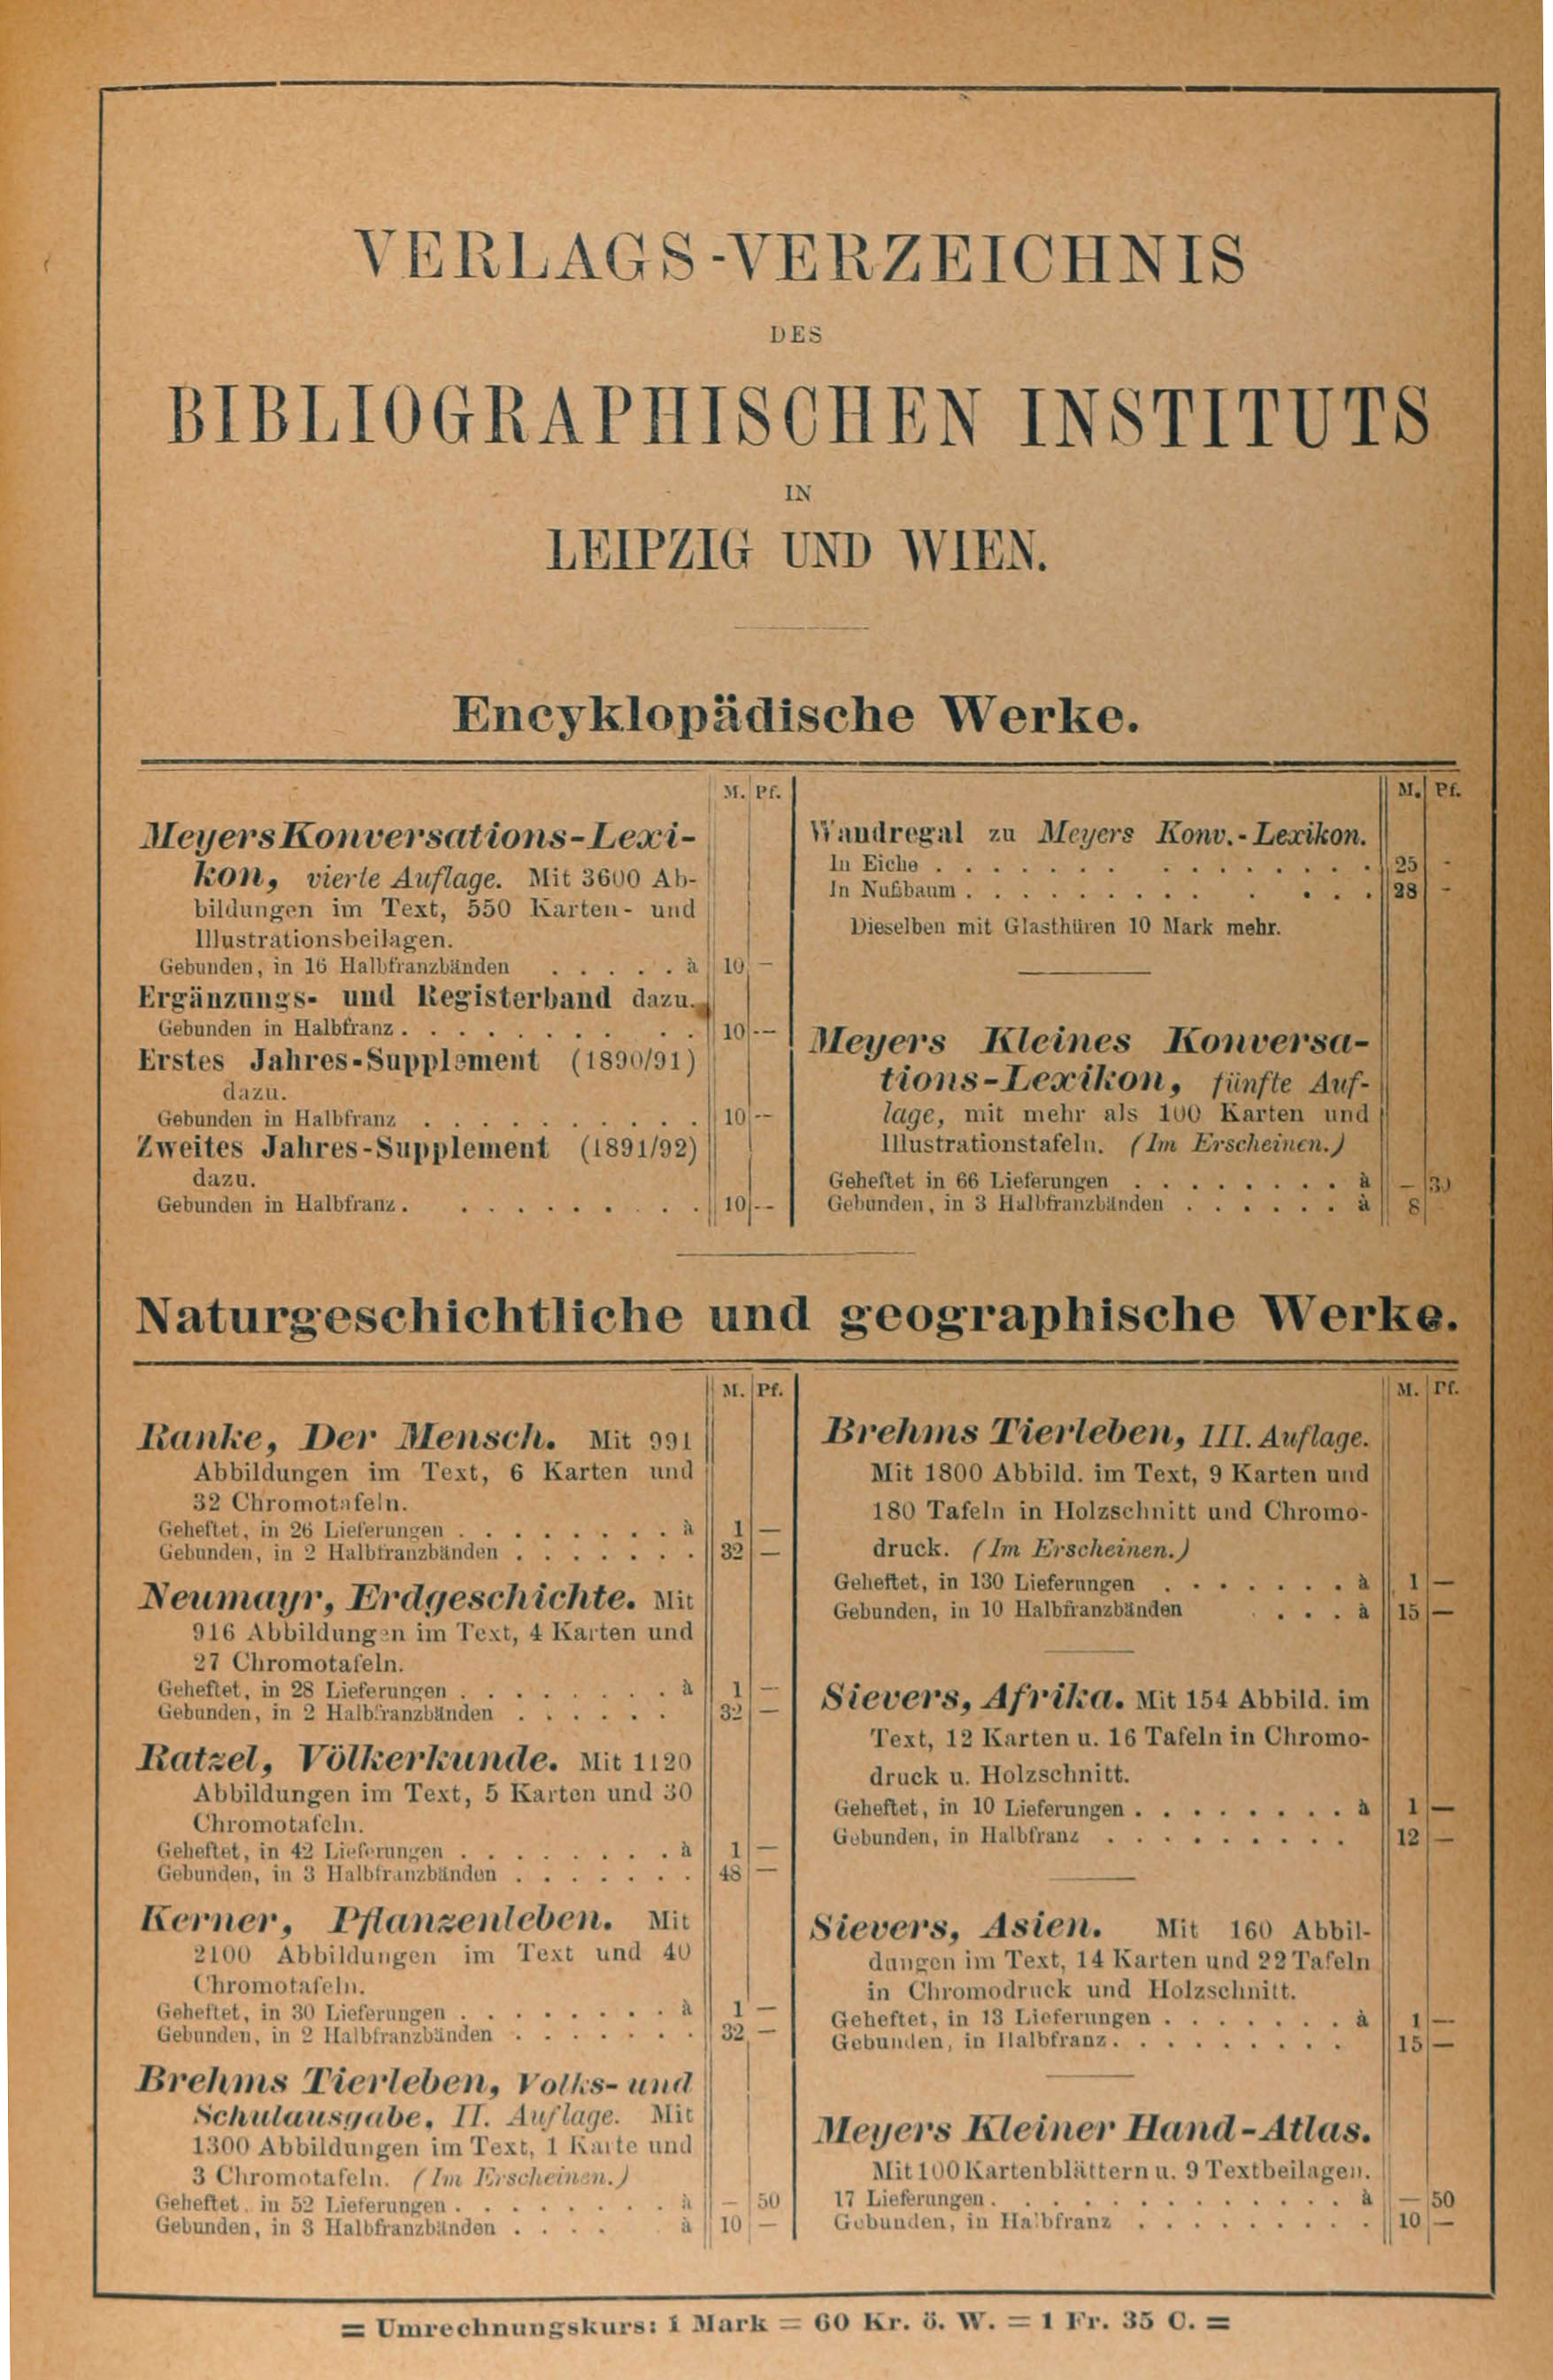 VERLAGS-VERZEICHNIS
DES
BIBLIOGRAPHISCHEN INSTITUTS
IN
LEIPZIG UND WIEN.
Encyklopädische Werke.
M. Pf.
Meyers Konversations-Lexi-
kon, vierte Auflage. Mit 3600 Ab-
bildungen im Text, 550 Karten- und
Illustrationsbeilagen.
Gebunden, in 16 Halbfranzbänden . . . . . à 10 —
Ergänzungs- und Registerband dazu.
Gebunden in Halbfranz . . . . . . . . . . 10 —
Erstes Jahres-Supplement (1890/91)
dazu.
Gebunden in Halbfranz . . . . . . . . . . 10 —
Zweites Jahres-Supplement (1891/92)
dazu.
Gebunden in Halbfranz . . . . . . . . . . 10 —
M. Pf.
Wandregal zu Meyers Konv.-Lexikon.
In Eiche . . . . . . . . . . . . . . . 25 -
In Nußbaum . . . . . . . . . . . . . 28 -
Dieselben mit Glasthüren 10 Mark mehr.
Meyers Kleines Konversa-
tions-Lexikon, fünfte Auf-
lage, mit mehr als 100 Karten und
Illustrationstafeln. (Im Erscheinen.)
Geheftet in 66 Lieferungen . . . . . . . . à — 30
Gebunden, in 3 Halbfranzbänden . . . . . . à 8
Naturgeschichtliche und geographische Werke.
M. Pf.
Ranke, Der Mensch. Mit 991
Abbildungen im Text, 6 Karten und
32 Chromotafeln.
Geheftet, in 26 Lieferungen . . . . . . . . à 1 —
Gebunden, in 2 Halbfranzbänden . . . . . . . 32 —
Neumayr, Erdgeschichte. Mit
916 Abbildungen im Text, 4 Karten und
27 Chromotafeln.
Geheftet, in 28 Lieferungen . . . . . . . . à 1 —
Gebunden, in 2 Halbfranzbänden . . . . . . 32 —
Ratzel, Völkerkunde. Mit 1120
Abbildungen im Text, 5 Karten und 30
Chromotafeln.
Geheftet, in 42 Lieferungen . . . . . . . . à 1 —
Gebunden, in 3 Halbfranzbänden . . . . . . . 48 —
Kerner, Pflanzenleben. Mit
2100 Abbildungen im Text und 40
Chromotafeln.
Geheftet, in 30 Lieferungen . . . . . . . . à 1 —
Gebunden, in 2 Halbfranzbänden . . . . . . . 32 —
Brehms Tierleben, Volks- und
Schulausgabe, II. Auflage. Mit
1300 Abbildungen im Text, 1 Karte und
3 Chromotafeln. (Im Erscheinen.)
Geheftet, in 52 Lieferungen . . . . . . . . à — 50
Gebunden, in 3 Halbfranzbänden . . . . à 10 —
M. Pf.
Brehms Tierleben, III. Auflage.
Mit 1800 Abbild. im Text, 9 Karten und
180 Tafeln in Holzschnitt und Chromo-
druck. (Im Erscheinen.)
Geheftet, in 130 Lieferungen . . . . . . . à 1 —
Gebunden, in 10 Halbfranzbänden . . . à 15 —
Sievers, Afrika. Mit 154 Abbild. im
Text, 12 Karten u. 16 Tafeln in Chromo-
druck u. Holzschnitt.
Geheftet, in 10 Lieferungen . . . . . . . . à 1 —
Gebunden, in Halbfranz . . . . . . . . . 12 —
Sievers, Asien. Mit 160 Abbil-
dungen im Text, 14 Karten und 22 Tafeln
in Chromodruck und Holzschnitt.
Geheftet, in 13 Lieferungen . . . . . . . à 1 —
Gebunden, in Halbfranz . . . . . . . . . 15 —
Meyers Kleiner Hand-Atlas.
Mit 100 Kartenblättern u. 9 Textbeilagen.
17 Lieferungen . . . . . . . . . . . . . à — 50
Gebunden, in Halbfranz . . . . . . . . . 10 —
= Umrechnungskurs: 1 Mark = 60 Kr. ö. W. = 1 Fr. 35 C. =